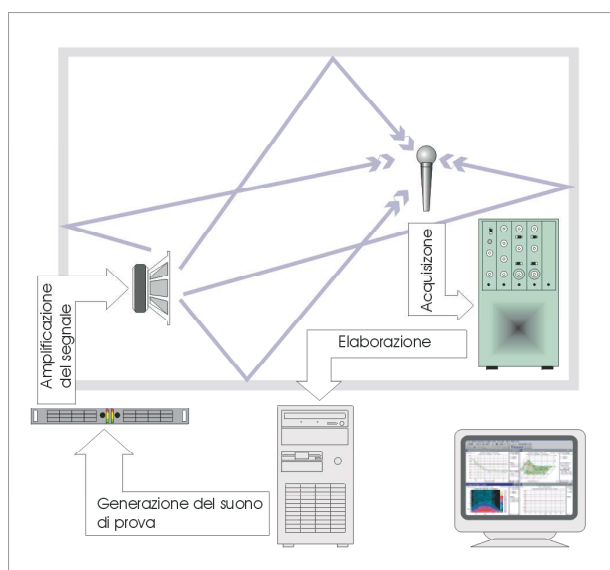 Amplificazione
del segnale
Acquisizone
Elaborazione
Generazione del suono
di prova